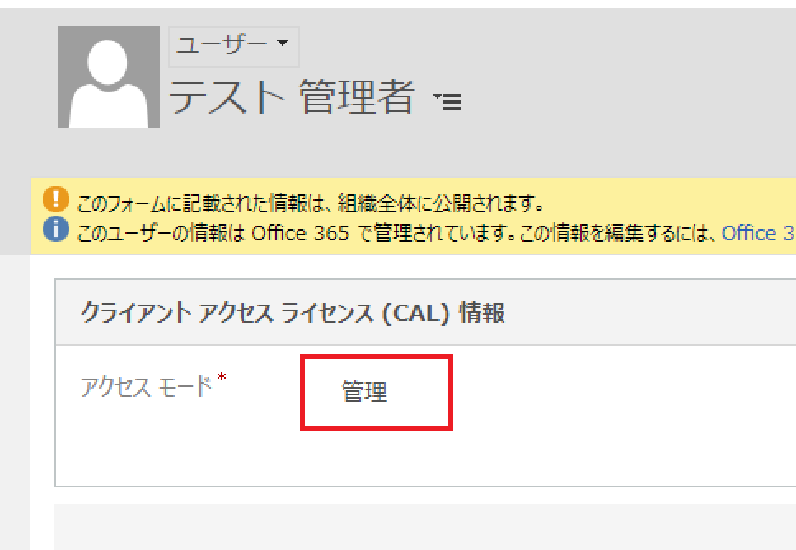 ユーザー
テスト 管理者
このフォームに記載された情報は、組織全体に公開されます。
このユーザーの情報は Office 365 で管理されています。この情報を編集するには、Office 3
クライアント アクセス ライセンス (CAL) 情報
アクセス モード* 管理